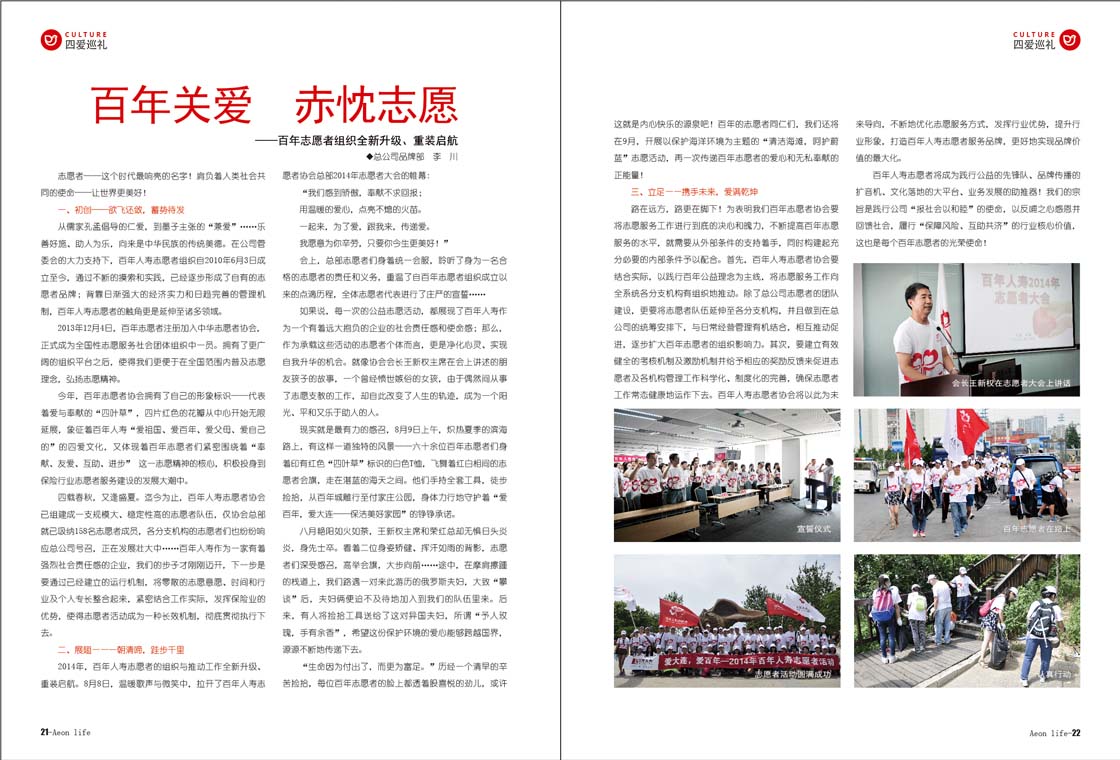 CULTURE
四爱巡礼
百年关爱 赤忱志愿
——百年志愿者组织全新升级、重装启航
◆总公司品牌部 李 川
志愿者——这个时代最响亮的名字！肩负着人类社会共
同的使命——让世界更美好！
一、初创——欲飞还敛，蓄势待发
从儒家孔孟倡导的仁爱，到墨子主张的“兼爱”……乐
善好施、助人为乐，向来是中华民族的传统美德。在公司管
委会的大力支持下，百年人寿志愿者组织自2010年6月3日成
立至今，通过不断的摸索和实践，已经逐步形成了自有的志
愿者品牌；背靠日渐强大的经济实力和日趋完善的管理机
制，百年人寿志愿者的触角更是延伸至诸多领域。
2013年12月4日，百年志愿者注册加入中华志愿者协会，
正式成为全国性志愿服务社会团体组织中一员。拥有了更广
阔的组织平台之后，使得我们更便于在全国范围内普及志愿
理念，弘扬志愿精神。
今年，百年志愿者协会拥有了自己的形象标识——代表
着爱与奉献的“四叶草”，四片红色的花瓣从中心开始无限
延展，象征着百年人寿“爱祖国、爱百年、爱父母、爱自己
的”的四爱文化，又体现着百年志愿者们紧密围绕着“奉
献、友爱、互助、进步” 这一志愿精神的核心，积极投身到
保险行业志愿者服务建设的发展大潮中。
四载春秋，又逢盛夏。迄今为止，百年人寿志愿者协会
已组建成一支规模大、稳定性高的志愿者队伍，仅协会总部
就已吸纳158名志愿者成员，各分支机构的志愿者们也纷纷响
应总公司号召，正在发展壮大中……百年人寿作为一家有着
强烈社会责任感的企业，我们的步子才刚刚迈开，下一步是
要通过已经建立的运行机制，将零散的志愿意愿、时间和行
业及个人专长整合起来，紧密结合工作实际，发挥保险业的
优势，使得志愿者活动成为一种长效机制，彻底贯彻执行下
去。
二、展翅－－－朝清啼，跬步千里
2014年，百年人寿志愿者的组织与推动工作全新升级、
重装启航。8月8日，温暖歌声与微笑中，拉开了百年人寿志
愿者协会总部2014年志愿者大会的帷幕：
“我们感到骄傲，奉献不求回报；
用温暖的爱心，点亮不熄的火苗。
一起来，为了爱，跟我来，传递爱。
我愿意为你辛劳，只要你今生更美好！”
会上，总部志愿者们身着统一会服，聆听了身为一名合
格的志愿者的责任和义务，重温了自百年志愿者组织成立以
来的点滴历程，全体志愿者代表进行了庄严的宣誓……
如果说，每一次的公益志愿活动，都展现了百年人寿作
为一个有着远大抱负的企业的社会责任感和使命感；那么，
作为承载这些活动的志愿者个体而言，更是净化心灵，实现
自我升华的机会。就像协会会长王新权主席在会上讲述的朋
友孩子的故事，一个曾经愤世嫉俗的女孩，由于偶然间从事
了志愿支教的工作，却自此改变了人生的轨迹，成为一个阳
光、平和又乐于助人的人。
现实就是最有力的感召，8月9日上午，炽热夏季的滨海
路上，有这样一道独特的风景——六十余位百年志愿者们身
着印有红色“四叶草”标识的白色T恤，飞舞着红白相间的志
愿者会旗，走在湛蓝的海天之间。他们手持全套工具，徒步
捡拾，从百年城雕行至付家庄公园，身体力行地守护着“爱
百年，爱大连——保洁美好家园”的铮铮承诺。
八月艳阳如火如荼，王新权主席和荣红总却无惧日头炎
炎，身先士卒。看着二位身姿矫健、挥汗如雨的背影，志愿
者们深受感召，高举会旗，大步向前……途中，在摩肩擦踵
的栈道上，我们路遇一对来此游历的俄罗斯夫妇，大致“攀
谈”后，夫妇俩便迫不及待地加入到我们的队伍里来。后
来，有人将捡拾工具送给了这对异国夫妇，所谓“予人玫
瑰，手有余香”，希望这份保护环境的爱心能够跨越国界，
源源不断地传递下去。
“生命因为付出了，而更为富足。”历经一个清早的辛
苦捡拾，每位百年志愿者的脸上都透着股喜悦的劲儿，或许
21-Aeon life
CULTURE
四爱巡礼
这就是内心快乐的源泉吧！百年的志愿者同仁们，我们还将
在9月，开展以保护海洋环境为主题的“清洁海滩，呵护蔚
蓝”志愿活动，再一次传递百年志愿者的爱心和无私奉献的
正能量！
三、立足－－携手未来，爱满乾坤
路在远方，路更在脚下！为表明我们百年志愿者协会要
将志愿服务工作进行到底的决心和魄力，不断提高百年志愿
服务的水平，就需要从外部条件的支持着手，同时构建起充
分必要的内部条件予以配合。首先，百年人寿志愿者协会要
结合实际，以践行百年公益理念为主线，将志愿服务工作向
全系统各分支机构有组织地推动。除了总公司志愿者的团队
建设，更要将志愿者队伍延伸至各分支机构，并且做到在总
公司的统筹安排下，与日常经营管理有机结合，相互推动促
进，逐步扩大百年志愿者的组织影响力。其次，要建立有效
健全的考核机制及激励机制并给予相应的奖励反馈来促进志
愿者及各机构管理工作科学化、制度化的完善，确保志愿者
工作常态健康地运作下去。百年人寿志愿者协会将以此为未
来导向，不断地优化志愿服务方式，发挥行业优势，提升行
业形象，打造百年人寿志愿者服务品牌，更好地实现品牌价
值的最大化。
百年人寿志愿者将成为践行公益的先锋队、品牌传播的
扩音机、文化落地的大平台、业务发展的助推器！我们的宗
旨是践行公司“报社会以和睦”的使命，以反哺之心感恩并
回馈社会，履行“保障风险、互助共济”的行业核心价值，
这也是每个百年志愿者的光荣使命！
百年人寿2014年
志愿者大会
会长王新权在志愿者大会上讲话
宣誓仪式
百年志愿者在路上
爱大连，爱百年—2014年百年人寿志愿者活动
志愿者活动圆满成功
认真行动
Aeon life-22